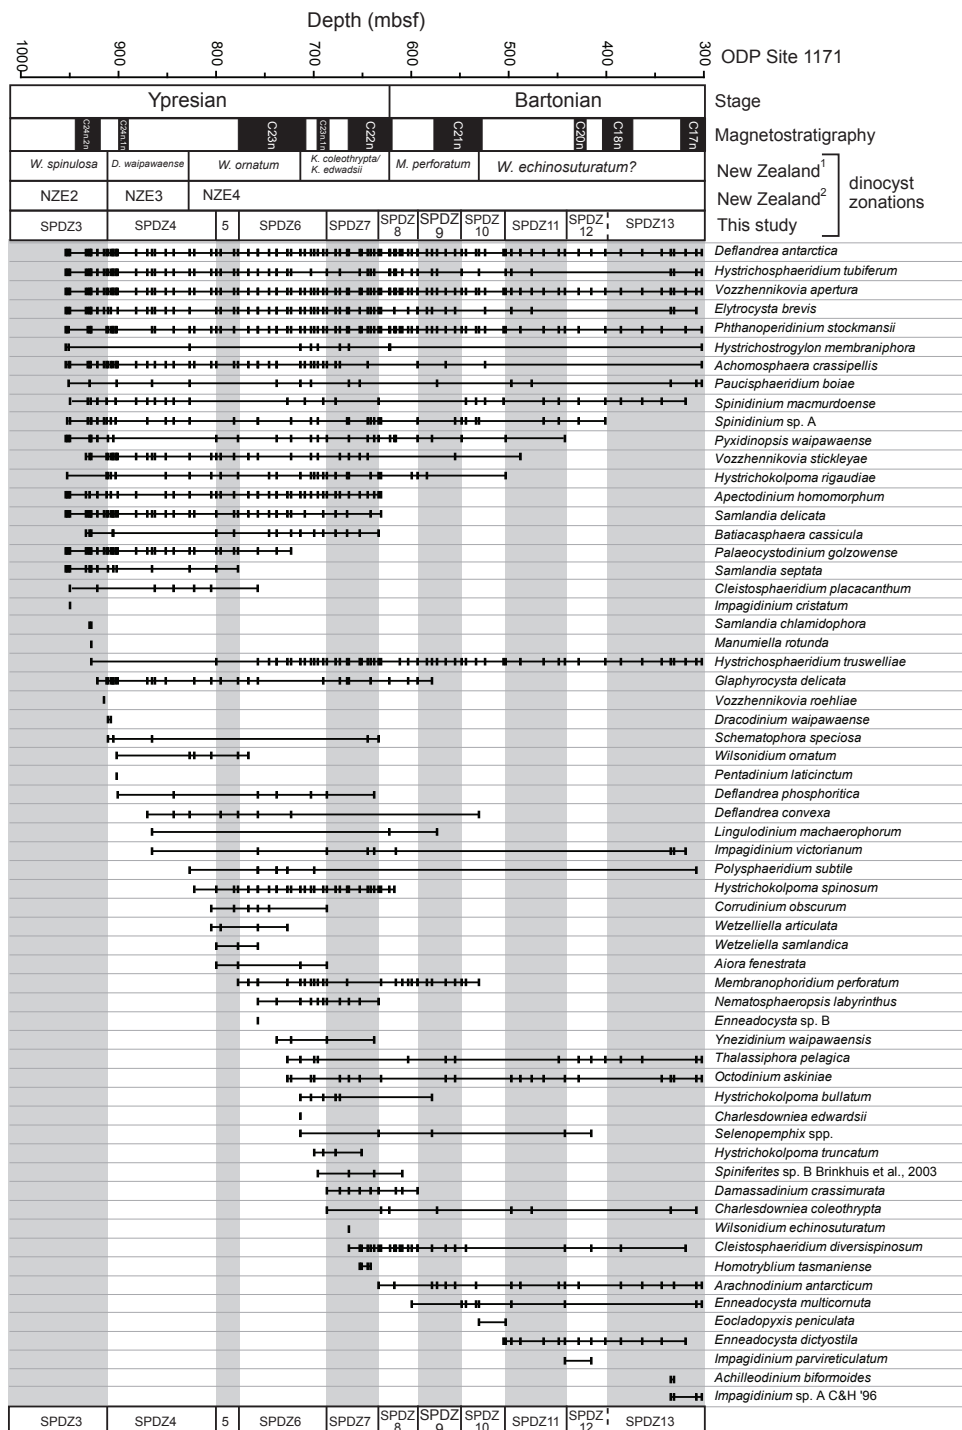 Depth (mbsf)
1000 900 800 700 600 500 400 300 ODP Site 1171
Ypresian Bartonian Stage
C24n.2n C24n.1n C23n C23n.1n C22n C21n C20n C18n C17n Magnetostratigraphy
W. spinulosa D. waipawaense W. ornatum K. coleothrypta/ K. edwadsii M. perforatum W. echinosuturatum? New Zealand1
NZE2 NZE3 NZE4 New Zealand2
dinocyst zonations
SPDZ3 SPDZ4 5 SPDZ6 SPDZ7 SPDZ 8 SPDZ 9 SPDZ 10 SPDZ11 SPDZ 12 SPDZ13 This study
Deflandrea antarctica
Hystrichosphaeridium tubiferum
Vozzhennikovia apertura
Elytrocysta brevis
Phthanoperidinium stockmansii
Hystrichostrogylon membraniphora
Achomosphaera crassipellis
Paucisphaeridium boiae
Spinidinium macmurdoense
Spinidinium sp. A
Pyxidinopsis waipawaense
Vozzhennikovia stickleyae
Hystrichokolpoma rigaudiae
Apectodinium homomorphum
Samlandia delicata
Batiacasphaera cassicula
Palaeocystodinium golzowense
Samlandia septata
Cleistosphaeridium placacanthum
Impagidinium cristatum
Samlandia chlamidophora
Manumiella rotunda
Hystrichosphaeridium truswelliae
Glaphyrocysta delicata
Vozzhennikovia roehliae
Dracodinium waipawaense
Schematophora speciosa
Wilsonidium ornatum
Pentadinium laticinctum
Deflandrea phosphoritica
Deflandrea convexa
Lingulodinium machaerophorum
Impagidinium victorianum
Polysphaeridium subtile
Hystrichokolpoma spinosum
Corrudinium obscurum
Wetzelliella articulata
Wetzeliella samlandica
Aiora fenestrata
Membranophoridium perforatum
Nematosphaeropsis labyrinthus
Enneadocysta sp. B
Ynezidinium waipawaensis
Thalassiphora pelagica
Octodinium askiniae
Hystrichokolpoma bullatum
Charlesdowniea edwardsii
Selenopemphix spp.
Hystrichokolpoma truncatum
Spiniferites sp. B Brinkhuis et al., 2003
Damassadinium crassimurata
Charlesdowniea coleothrypta
Wilsonidium echinosuturatum
Cleistosphaeridium diversispinosum
Homotryblium tasmaniense
Arachnodinium antarcticum
Enneadocysta multicornuta
Eocladopyxis peniculata
Enneadocysta dictyostila
Impagidinium parvireticulatum
Achilleodinium biformoides
Impagidinium sp. A C&H '96
SPDZ3 SPDZ4 5 SPDZ6 SPDZ7 SPDZ 8 SPDZ 9 SPDZ 10 SPDZ11 SPDZ 12 SPDZ13